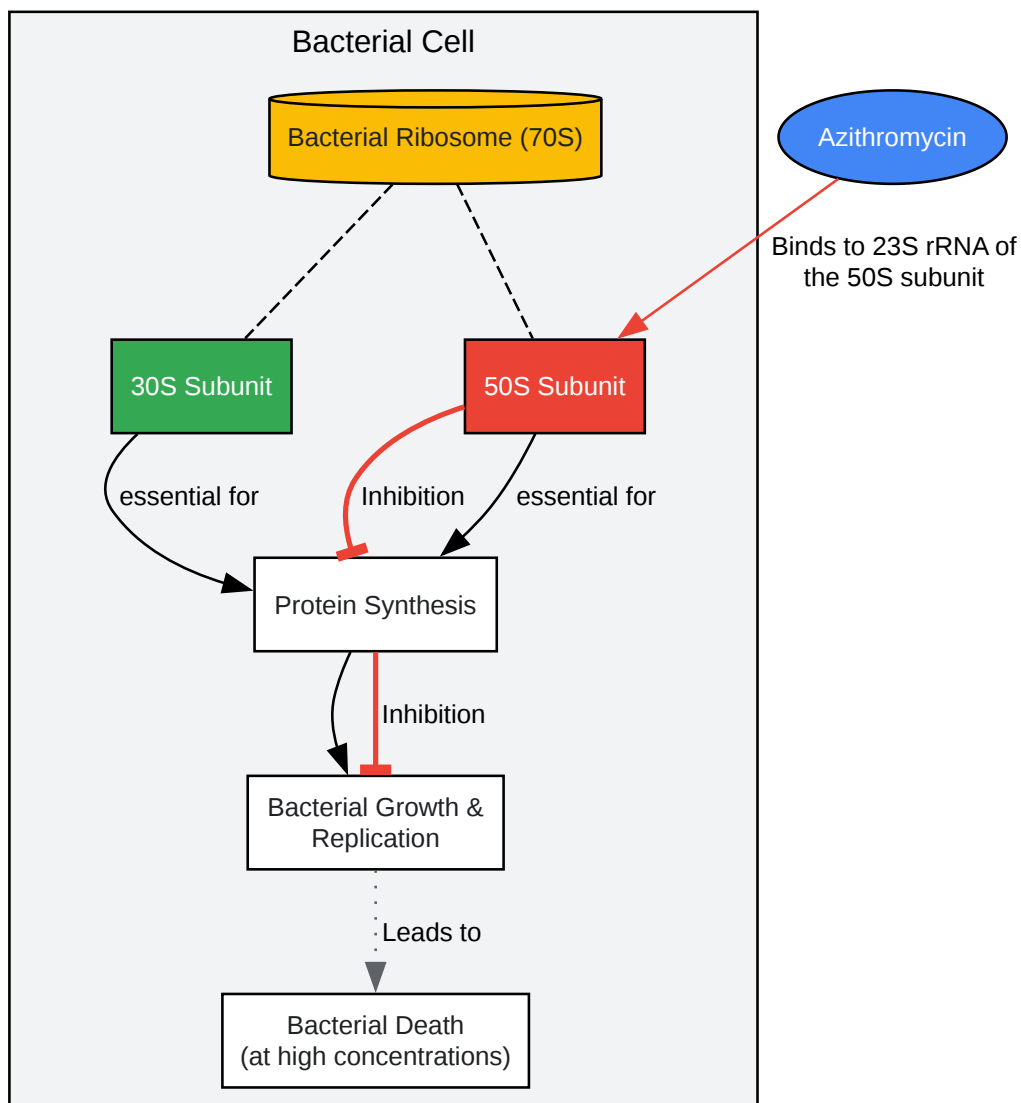 Bacterial Cell
Bacterial Ribosome (70S)
Azithromycin
Binds to 23S rRNA of
the 50S subunit
30S Subunit
50S Subunit
essential for
Inhibition
essential for
Protein Synthesis
Inhibition
Bacterial Growth &
Replication
Leads to
Bacterial Death
(at high concentrations)